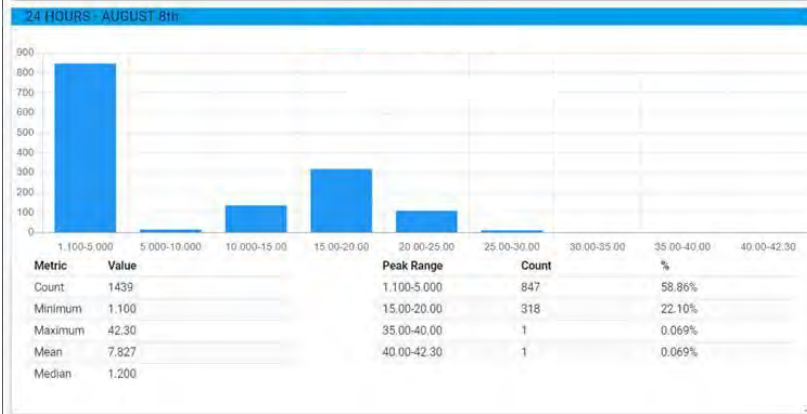 24 HOURS - AUGUST 8th
900
800
700
600
500
400
300
200
100
0
1.100-5.000 5.000-10.000 10.000-15.00 15.00-20.00 20.00-25.00 25.00-30.00 30.00-35.00 35.00-40.00 40.00-42.30
Metric Value Peak Range Count %
Count 1439 1.100-5.000 847 58.86%
Minimum 1.100 15.00-20.00 318 22.10%
Maximum 42.30 35.00-40.00 1 0.069%
Mean 7.827 40.00-42.30 1 0.069%
Median 1.200